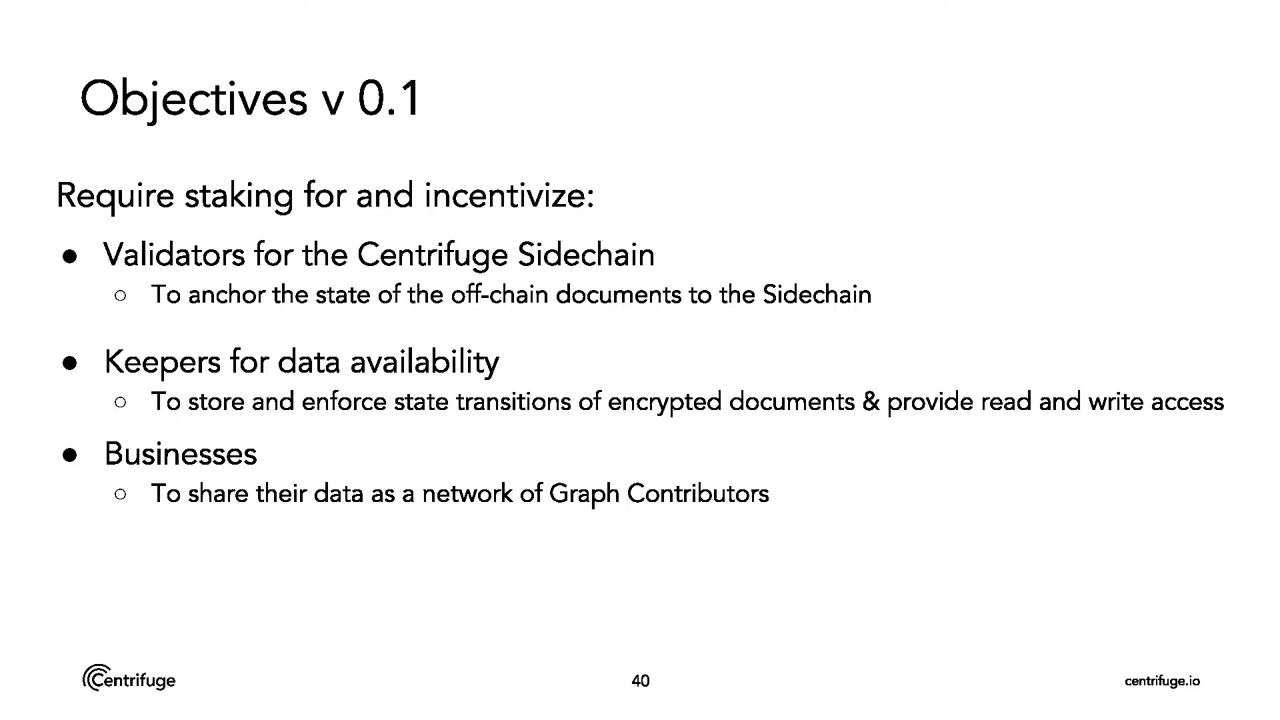 Objectives v 0.1
Require staking for and incentivize:
● Validators for the Centrifuge Sidechain
○ To anchor the state of the off-chain documents to the Sidechain
● Keepers for data availability
○ To store and enforce state transitions of encrypted documents & provide read and write access
● Businesses
○ To share their data as a network of Graph Contributors
Centrifuge
40
centrifuge.io